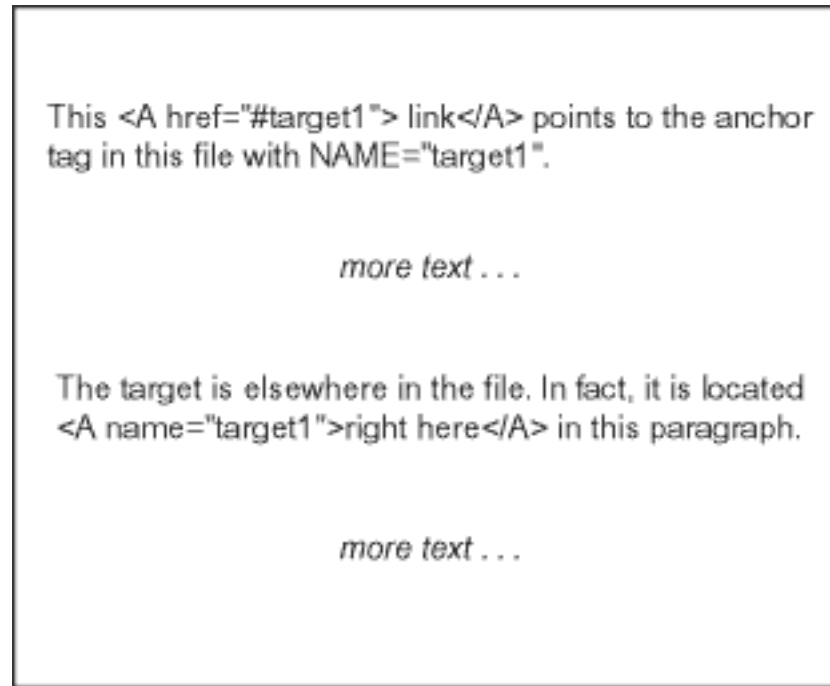 This <A href="#target1"> link</A> points to the anchor
tag in this file with NAME="target1".
more text . . .
The target is elsewhere in the file. In fact, it is located
<A name="target1">right here</A> in this paragraph.
more text . . .